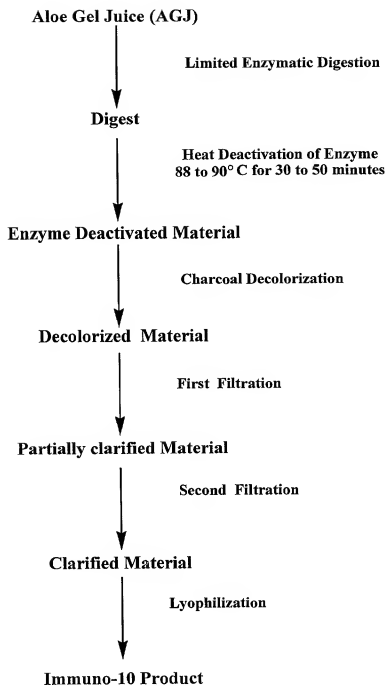 Aloe Gel Juice (AGJ)
Limited Enzymatic Digestion
Digest
Heat Deactivation of Enzyme
88 to 90° C for 30 to 50 minutes
Enzyme Deactivated Material
Charcoal Decolorization
Decolorized Material
First Filtration
Partially clarified Material
Second Filtration
Clarified Material
Lyophilization
Immuno-10 Product